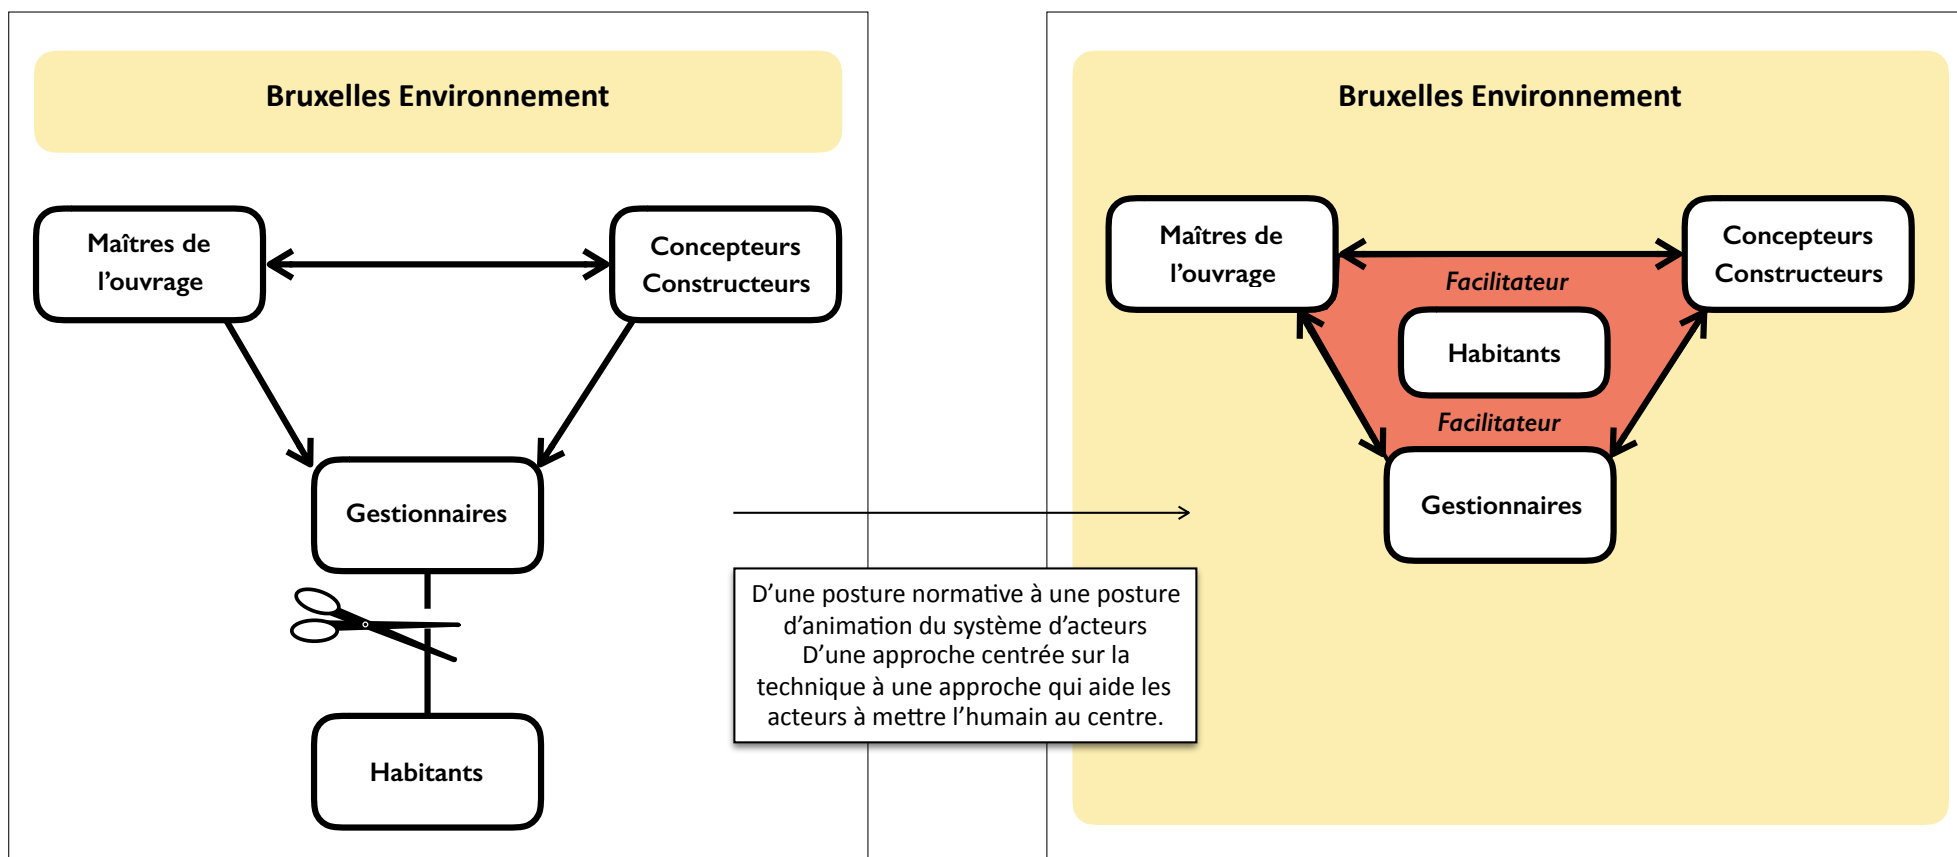 Bruxelles Environnement
Maîtres de
l’ouvrage
Concepteurs
Constructeurs
Gestionnaires
Habitants
D’une posture normative à une posture
d’animation du système d’acteurs
D’une approche centrée sur la
technique à une approche qui aide les
acteurs à mettre l’humain au centre.
Bruxelles Environnement
Maîtres de
l’ouvrage
Concepteurs
Constructeurs
Facilitateur
Habitants
Facilitateur
Gestionnaires